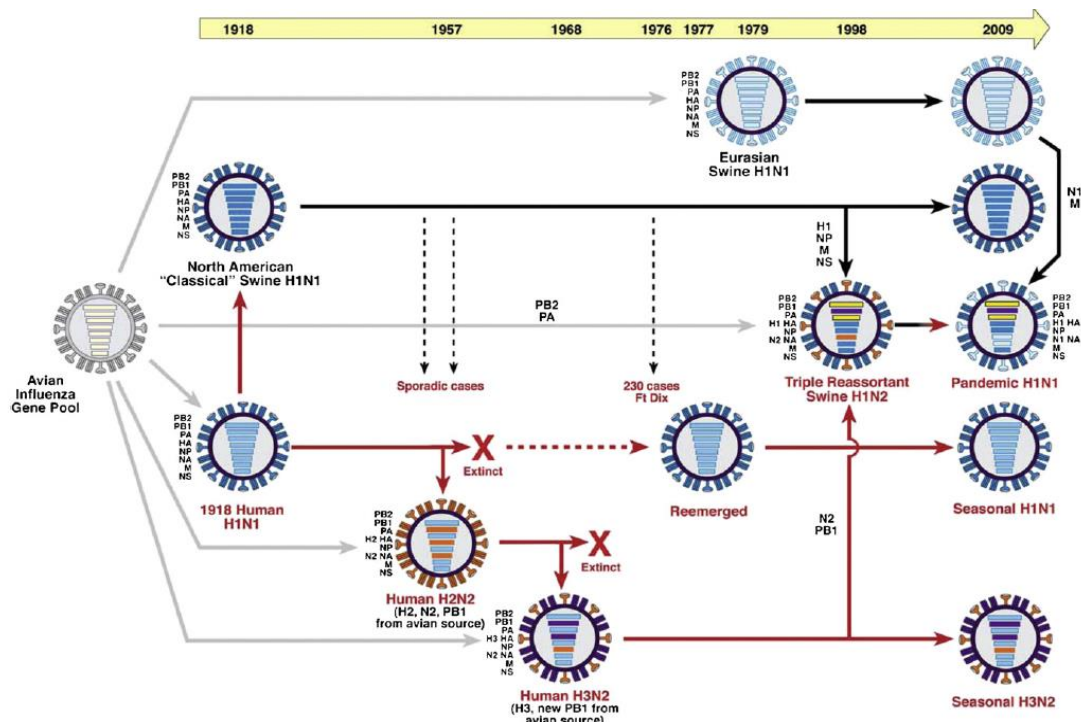 1918 1957 1968 1976 1977 1979 1998 2009
PB2
PB1
PA
HA
NP
NA
M
NS
Eurasian
Swine H1N1
N1
M
PB2
PB1
PA
HA
NP
NA
M
NS
North American
"Classical" Swine H1N1
H1
NP
M
NS
Avian
Influenza
Gene Pool
PB2
PA
Sporadic cases
230 cases
Ft Dix
PB2
PB1
PA
H1 HA
NP
N2 NA
M
NS
Triple Reassortant
Swine H1N2
PB2
PB1
PA
H1 HA
NP
N1 NA
M
NS
Pandemic H1N1
PB2
PB1
PA
HA
NP
NA
M
NS
1918 Human
H1N1
X
Extinct
Reemerged
Seasonal H1N1
PB2
PB1
PA
H2 HA
NP
N2 NA
M
NS
Human H2N2
(H2, N2, PB1
from avian source)
X
Extinct
N2
PB1
PB2
PB1
PA
H3 HA
NP
N2 NA
M
NS
Human H3N2
(H3, new PB1 from
avian source)
Seasonal H3N2